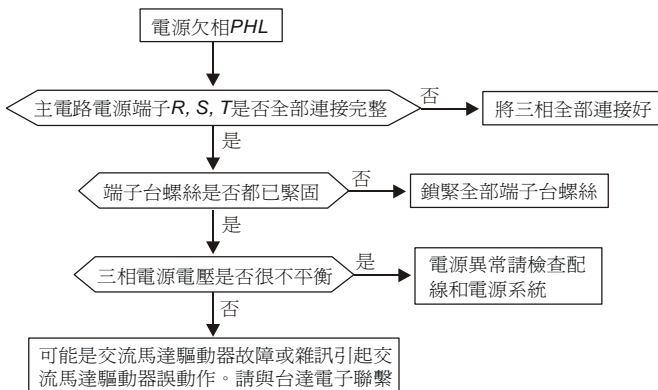 電源欠相PHL
主電路電源端子R, S, T是否全部連接完整
否
將三相全部連接好
是
端子台螺絲是否都已緊固
否
鎖緊全部端子台螺絲
是
三相電源電壓是否很不平衡
是
電源異常請檢查配
線和電源系統
否
可能是交流馬達驅動器故障或雜訊引起交
流馬達驅動器誤動作。請與台達電子聯繫